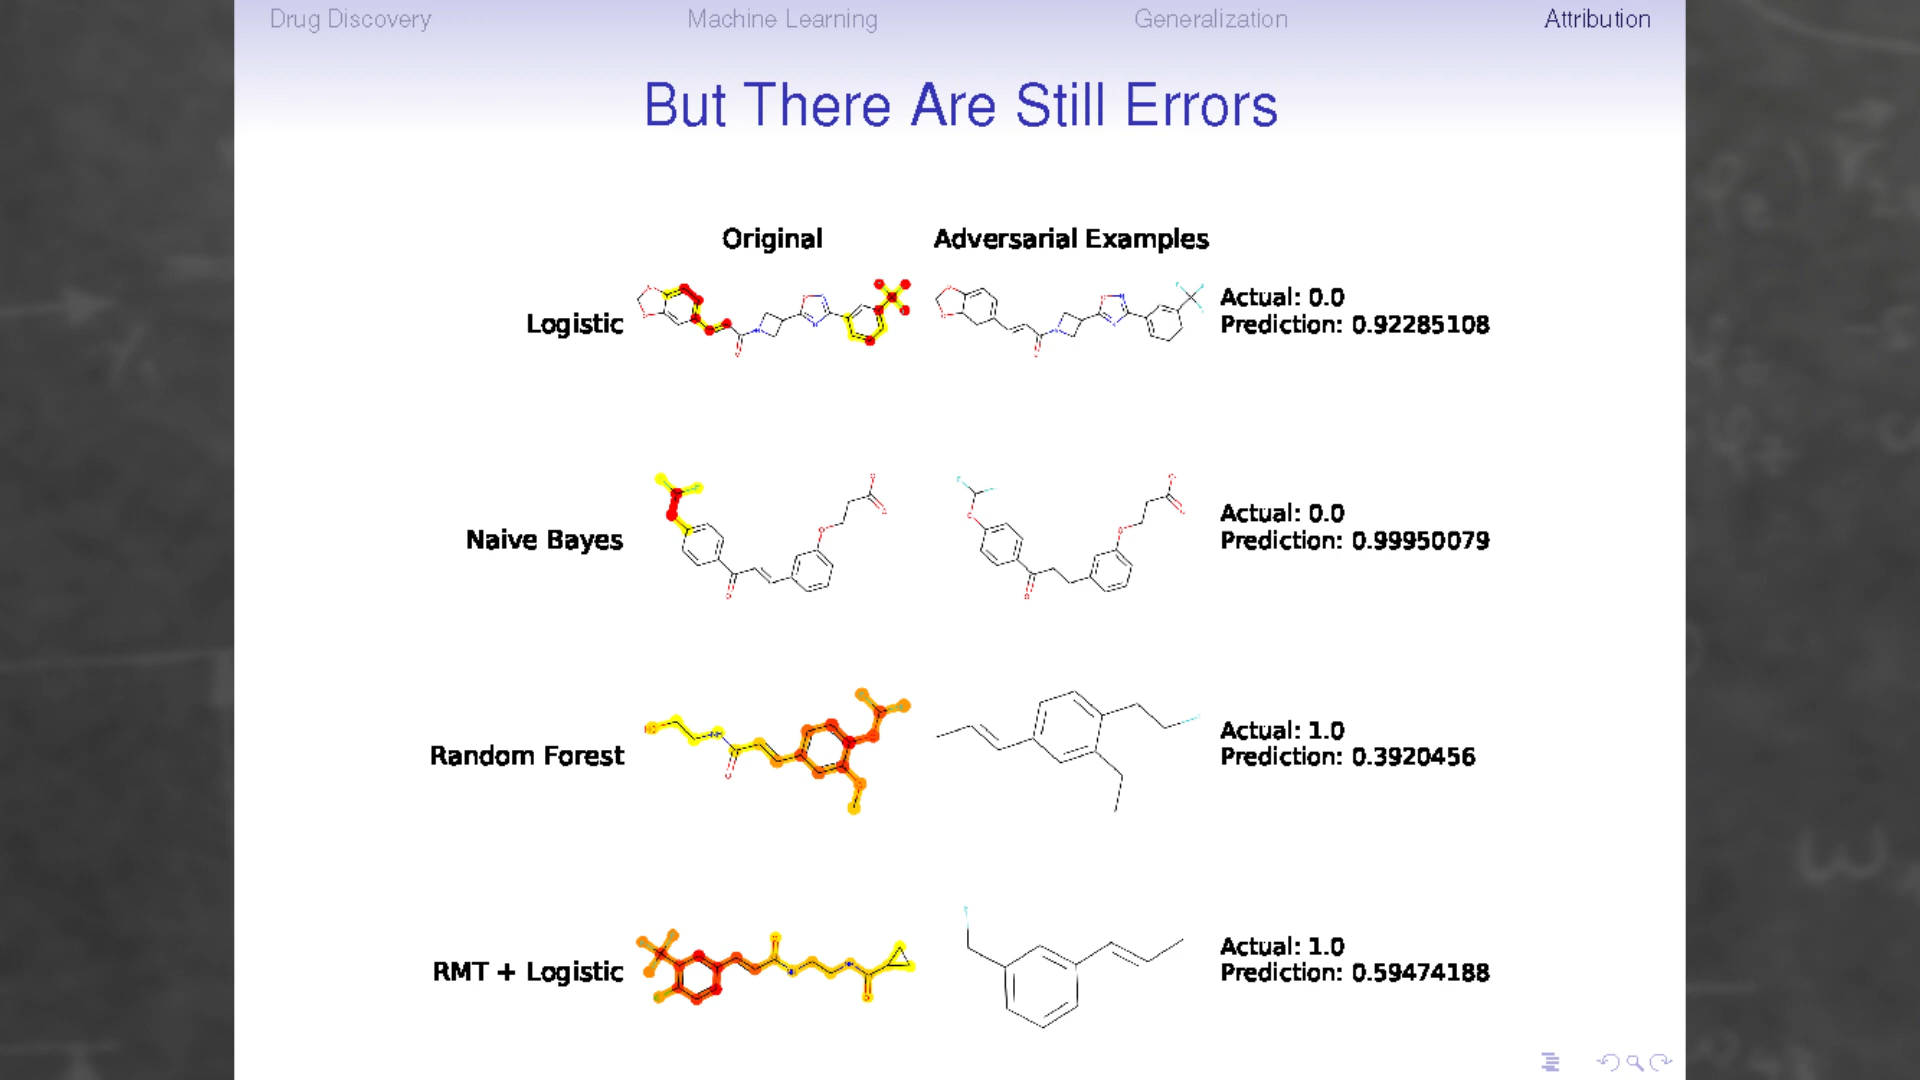 Drug Discovery Machine Learning Generalization Attribution
But There Are Still Errors
Original Adversarial Examples
Logistic
Actual: 0.0
Prediction: 0.92285108
Naive Bayes
Actual: 0.0
Prediction: 0.99950079
Random Forest
Actual: 1.0
Prediction: 0.3920456
RMT + Logistic
Actual: 1.0
Prediction: 0.59474188